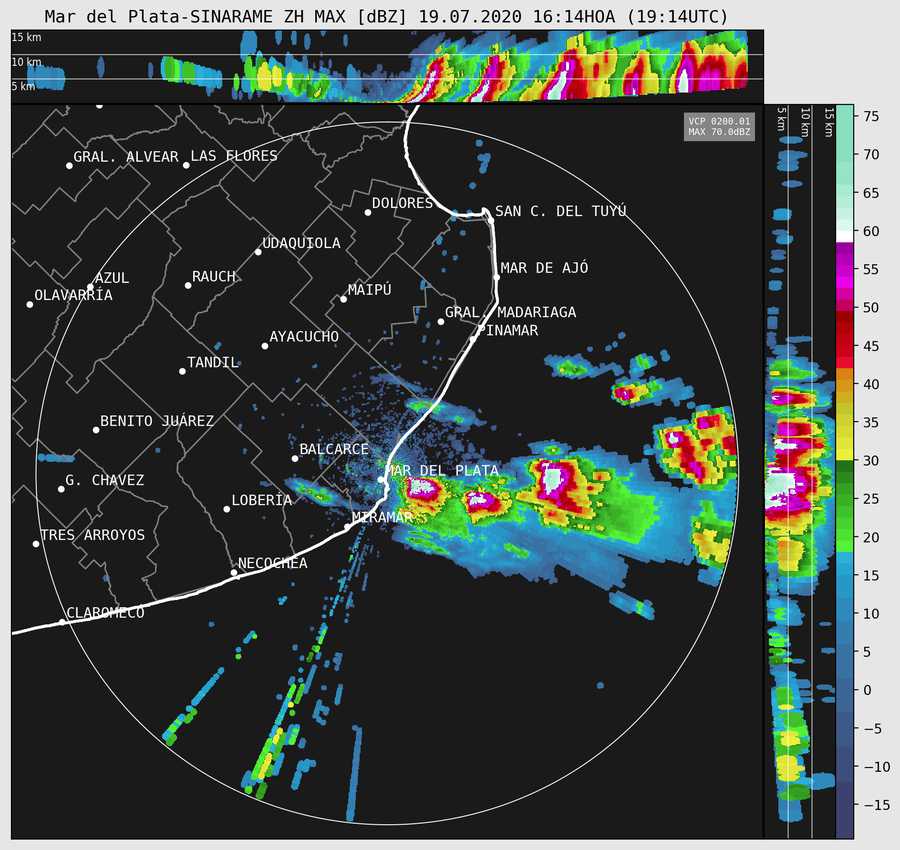 Mar del Plata-SINARAME ZH MAX [dBZ] 19.07.2020 16:14HOA (19:14UTC)
15 km
10 km
5 km
VCP 0200.01
MAX 70.0dBZ
5 km
10 km
15 km
GRAL. ALVEAR
LAS FLORES
DOLORES
SAN C. DEL TUYÚ
UDAQUIOLA
MAR DE AJÓ
AZUL
RAUCH
OLAVARRÍA
MAIPÚ
GRAL. MADARIAGA
PINAMAR
AYACUCHO
TANDIL
BENITO JUÁREZ
BALCARCE
MAR DEL PLATA
G. CHAVEZ
LOBERÍA
MIRAMAR
TRES ARROYOS
NECOCHEA
CLAROMECO
75
70
65
60
55
50
45
40
35
30
25
20
15
10
5
0
−5
−10
−15